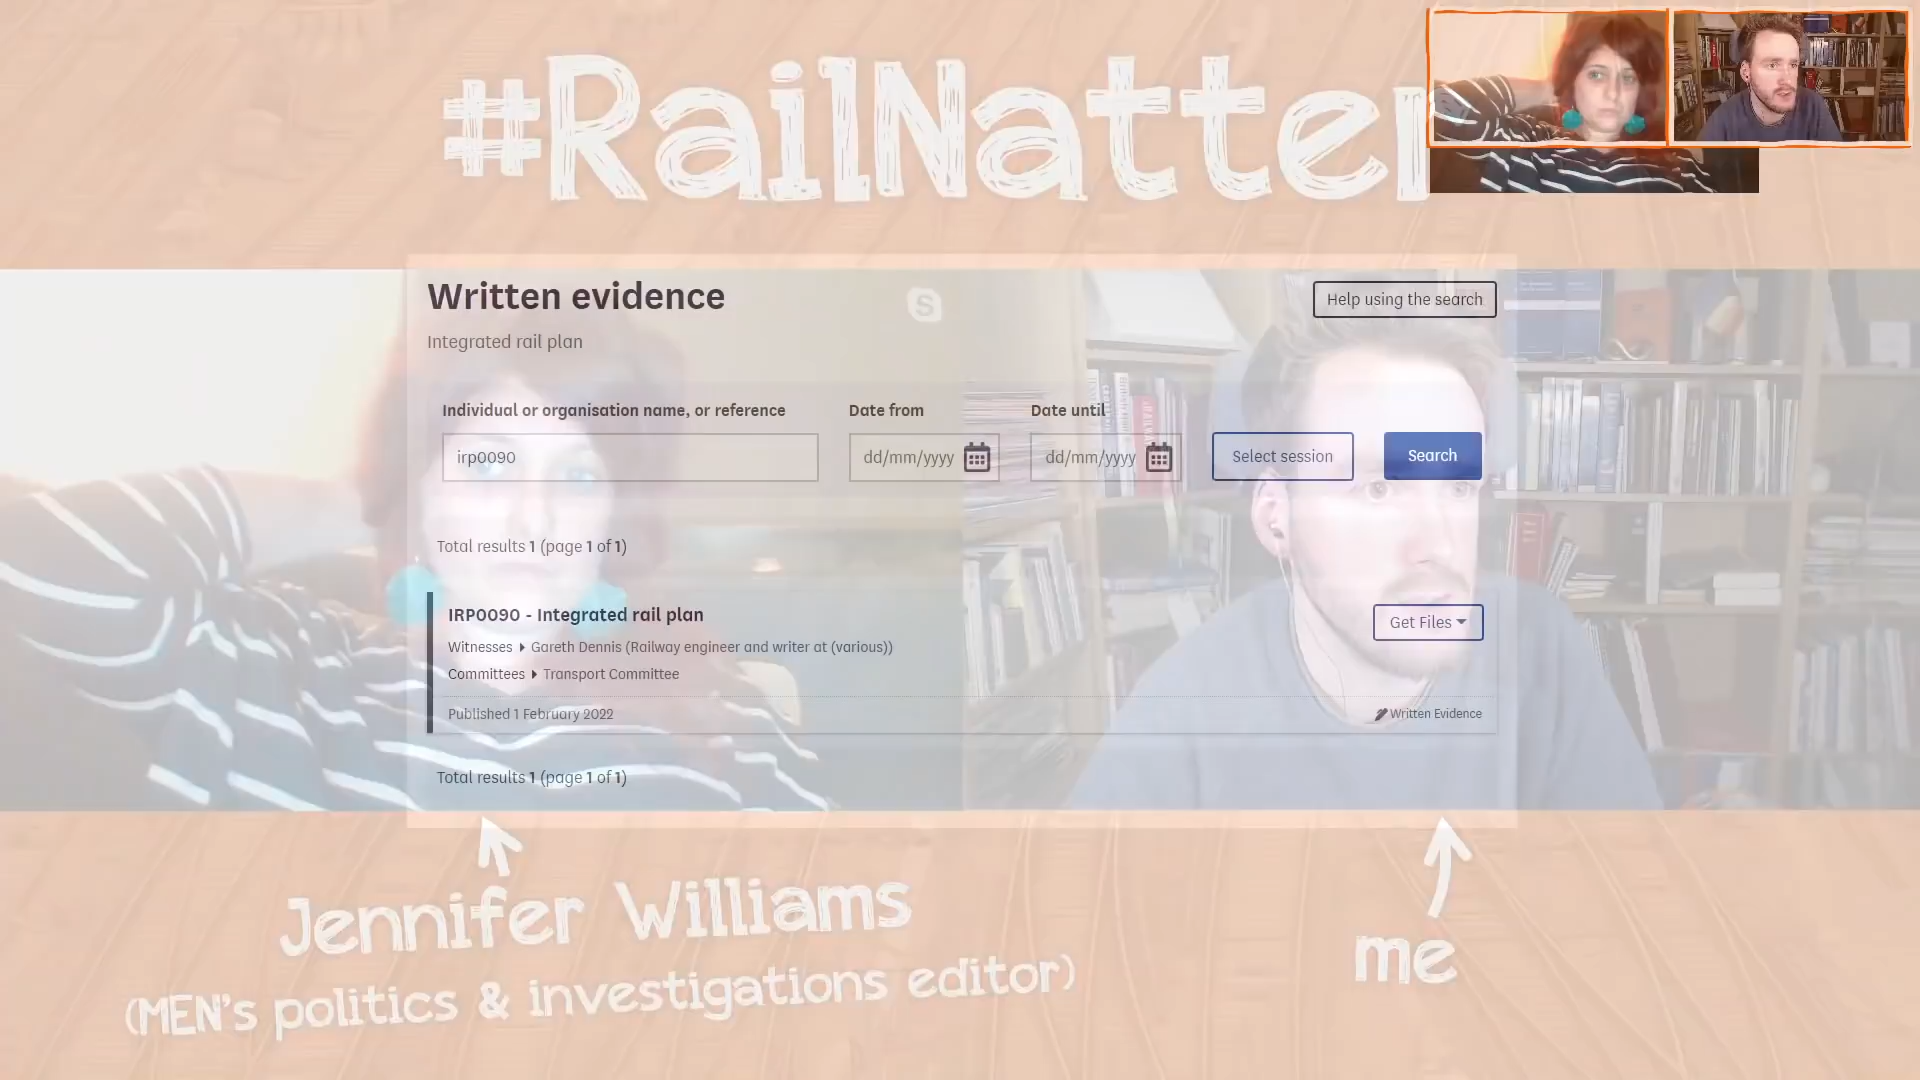 #RailNatter
Written evidence
Help using the search
Integrated rail plan
Individual or organisation name, or reference
Date from
Date until
irp0090
dd/mm/yyyy
dd/mm/yyyy
Select session
Search
Total results 1 (page 1 of 1)
IRP0090 - Integrated rail plan
Get Files
Witnesses Gareth Dennis (Railway engineer and writer at (various))
Committees Transport Committee
Published 1 February 2022
Written Evidence
Total results 1 (page 1 of 1)
Jennifer Williams
(MEN's politics & investigations editor)
me